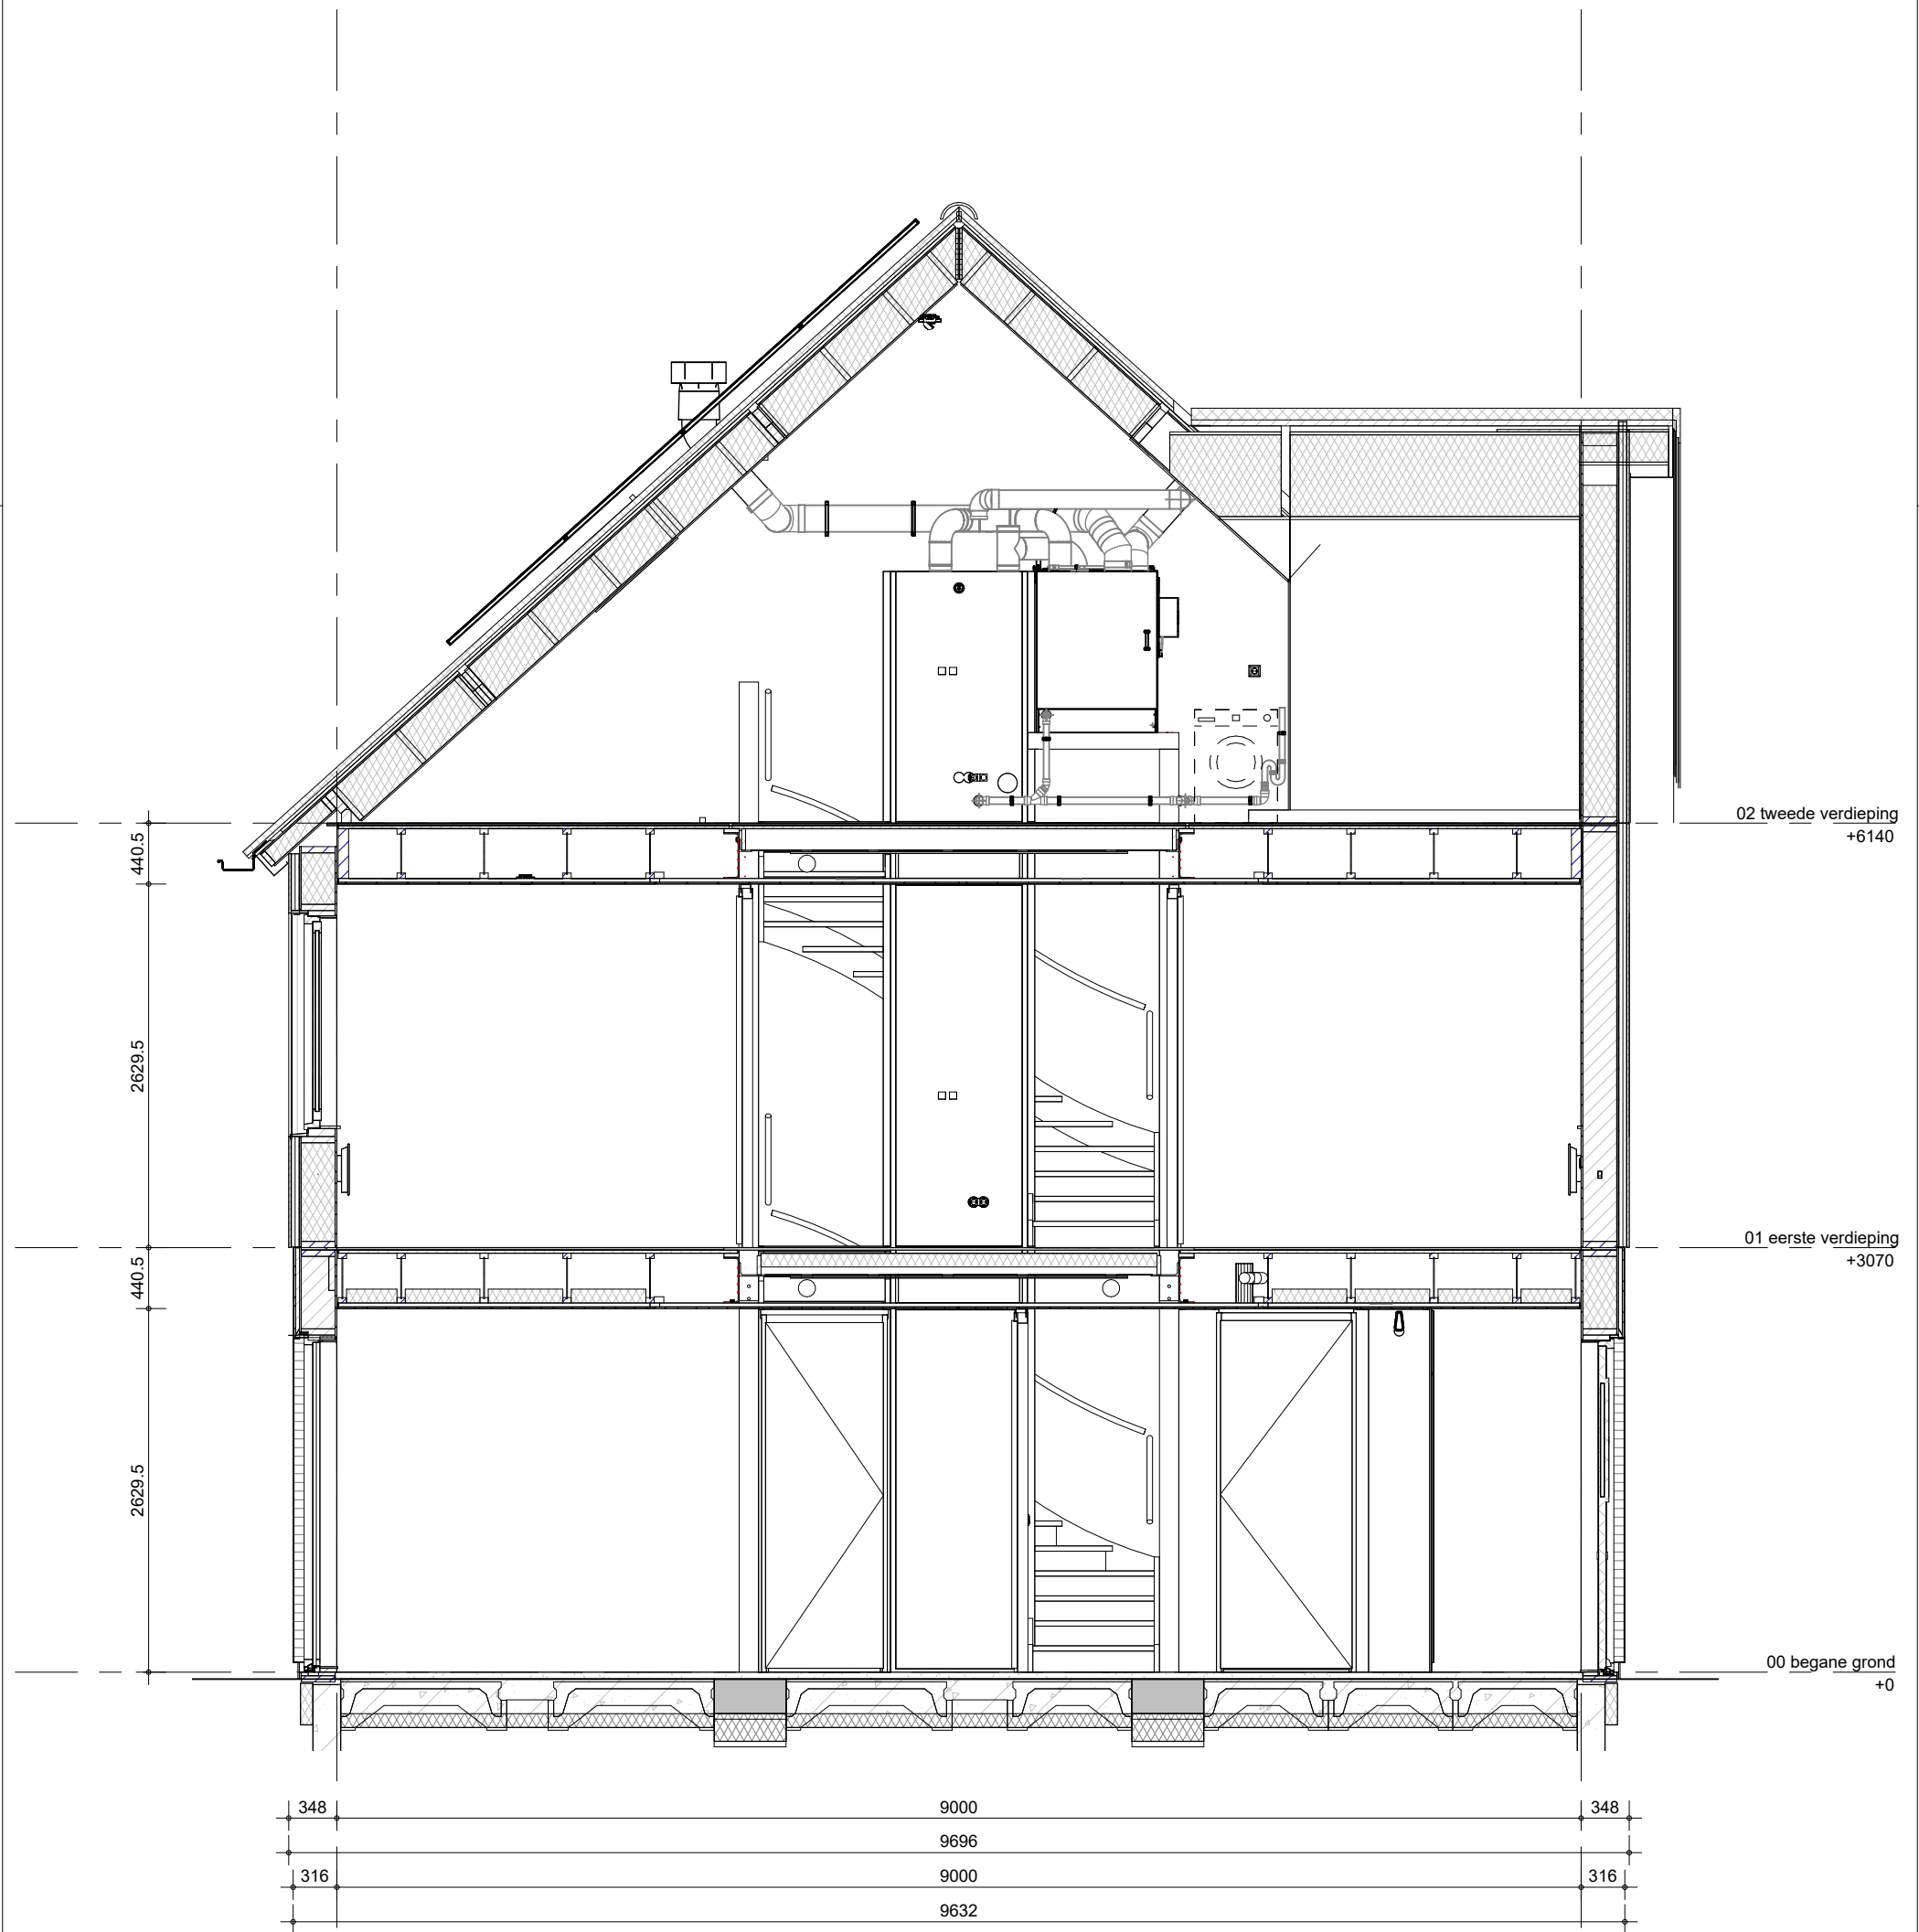 02 tweede verdieping
+6140
440.5
2629.5
01 eerste verdieping
+3070
440.5
2629.5
00 begane grond
+0
348 9000 348
9696
316 9000 316
9632